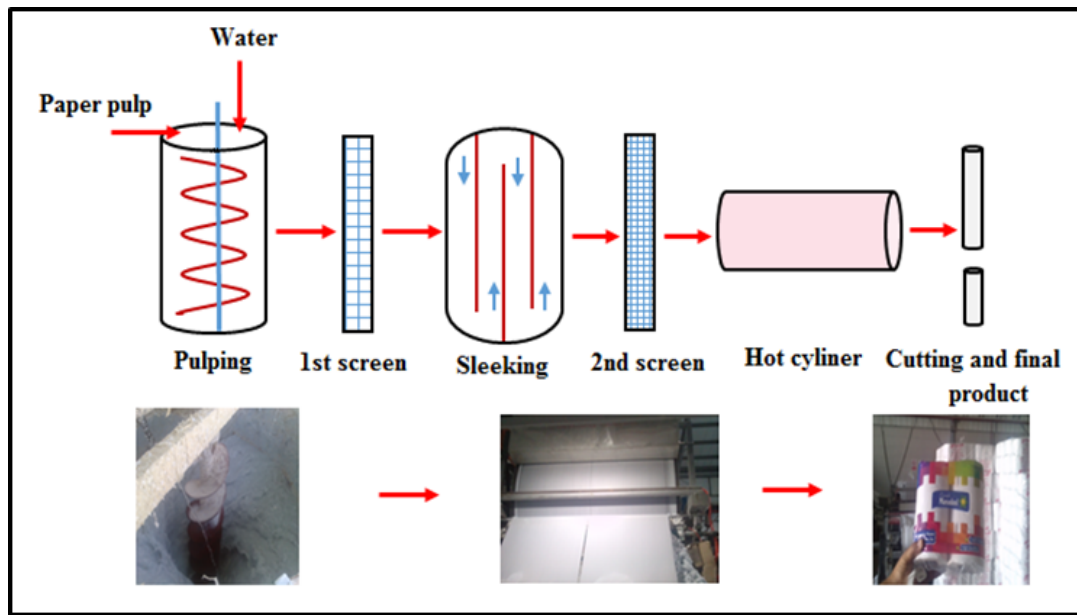 Water
Paper pulp
Pulping
1st screen
Sleeking
2nd screen
Hot cyliner
Cutting and final
product